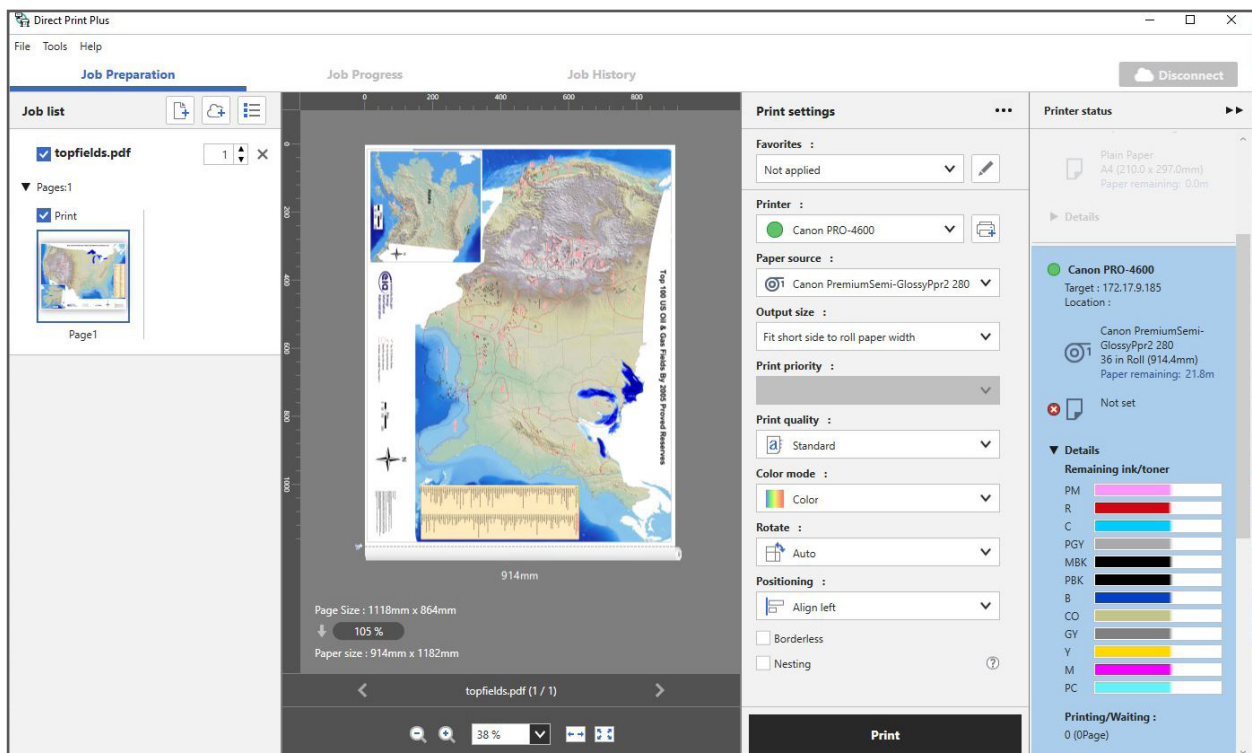 Direct Print Plus
File Tools Help
Job Preparation
Job Progress
Job History
Disconnect
Job list
topfields.pdf
1
Pages:1
Print
Page1
0 200 400 600 800
0
200
400
600
800
1000
eia
Top 100 US Oil & Gas Fields By 2005 Proved Reserves
914mm
Page Size : 1118mm x 864mm
105 %
Paper size : 914mm x 1182mm
topfields.pdf (1 / 1)
38 %
Print settings
Favorites :
Not applied
Printer :
Canon PRO-4600
Paper source :
1 Canon PremiumSemi-GlossyPpr2 280
Output size :
Fit short side to roll paper width
Print priority :
Print quality :
a Standard
Color mode :
Color
Rotate :
Auto
Positioning :
Align left
Borderless
Nesting
?
Print
Printer status
Plain Paper
A4 (210.0 x 297.0mm)
Paper remaining: 0.0m
Details
Canon PRO-4600
Target : 172.17.9.185
Location :
Canon PremiumSemi-
GlossyPpr2 280
1
36 in Roll (914.4mm)
Paper remaining: 21.8m
Not set
Details
Remaining ink/toner
PM
R
C
PGY
MBK
PBK
B
CO
GY
Y
M
PC
Printing/Waiting :
0 (0Page)